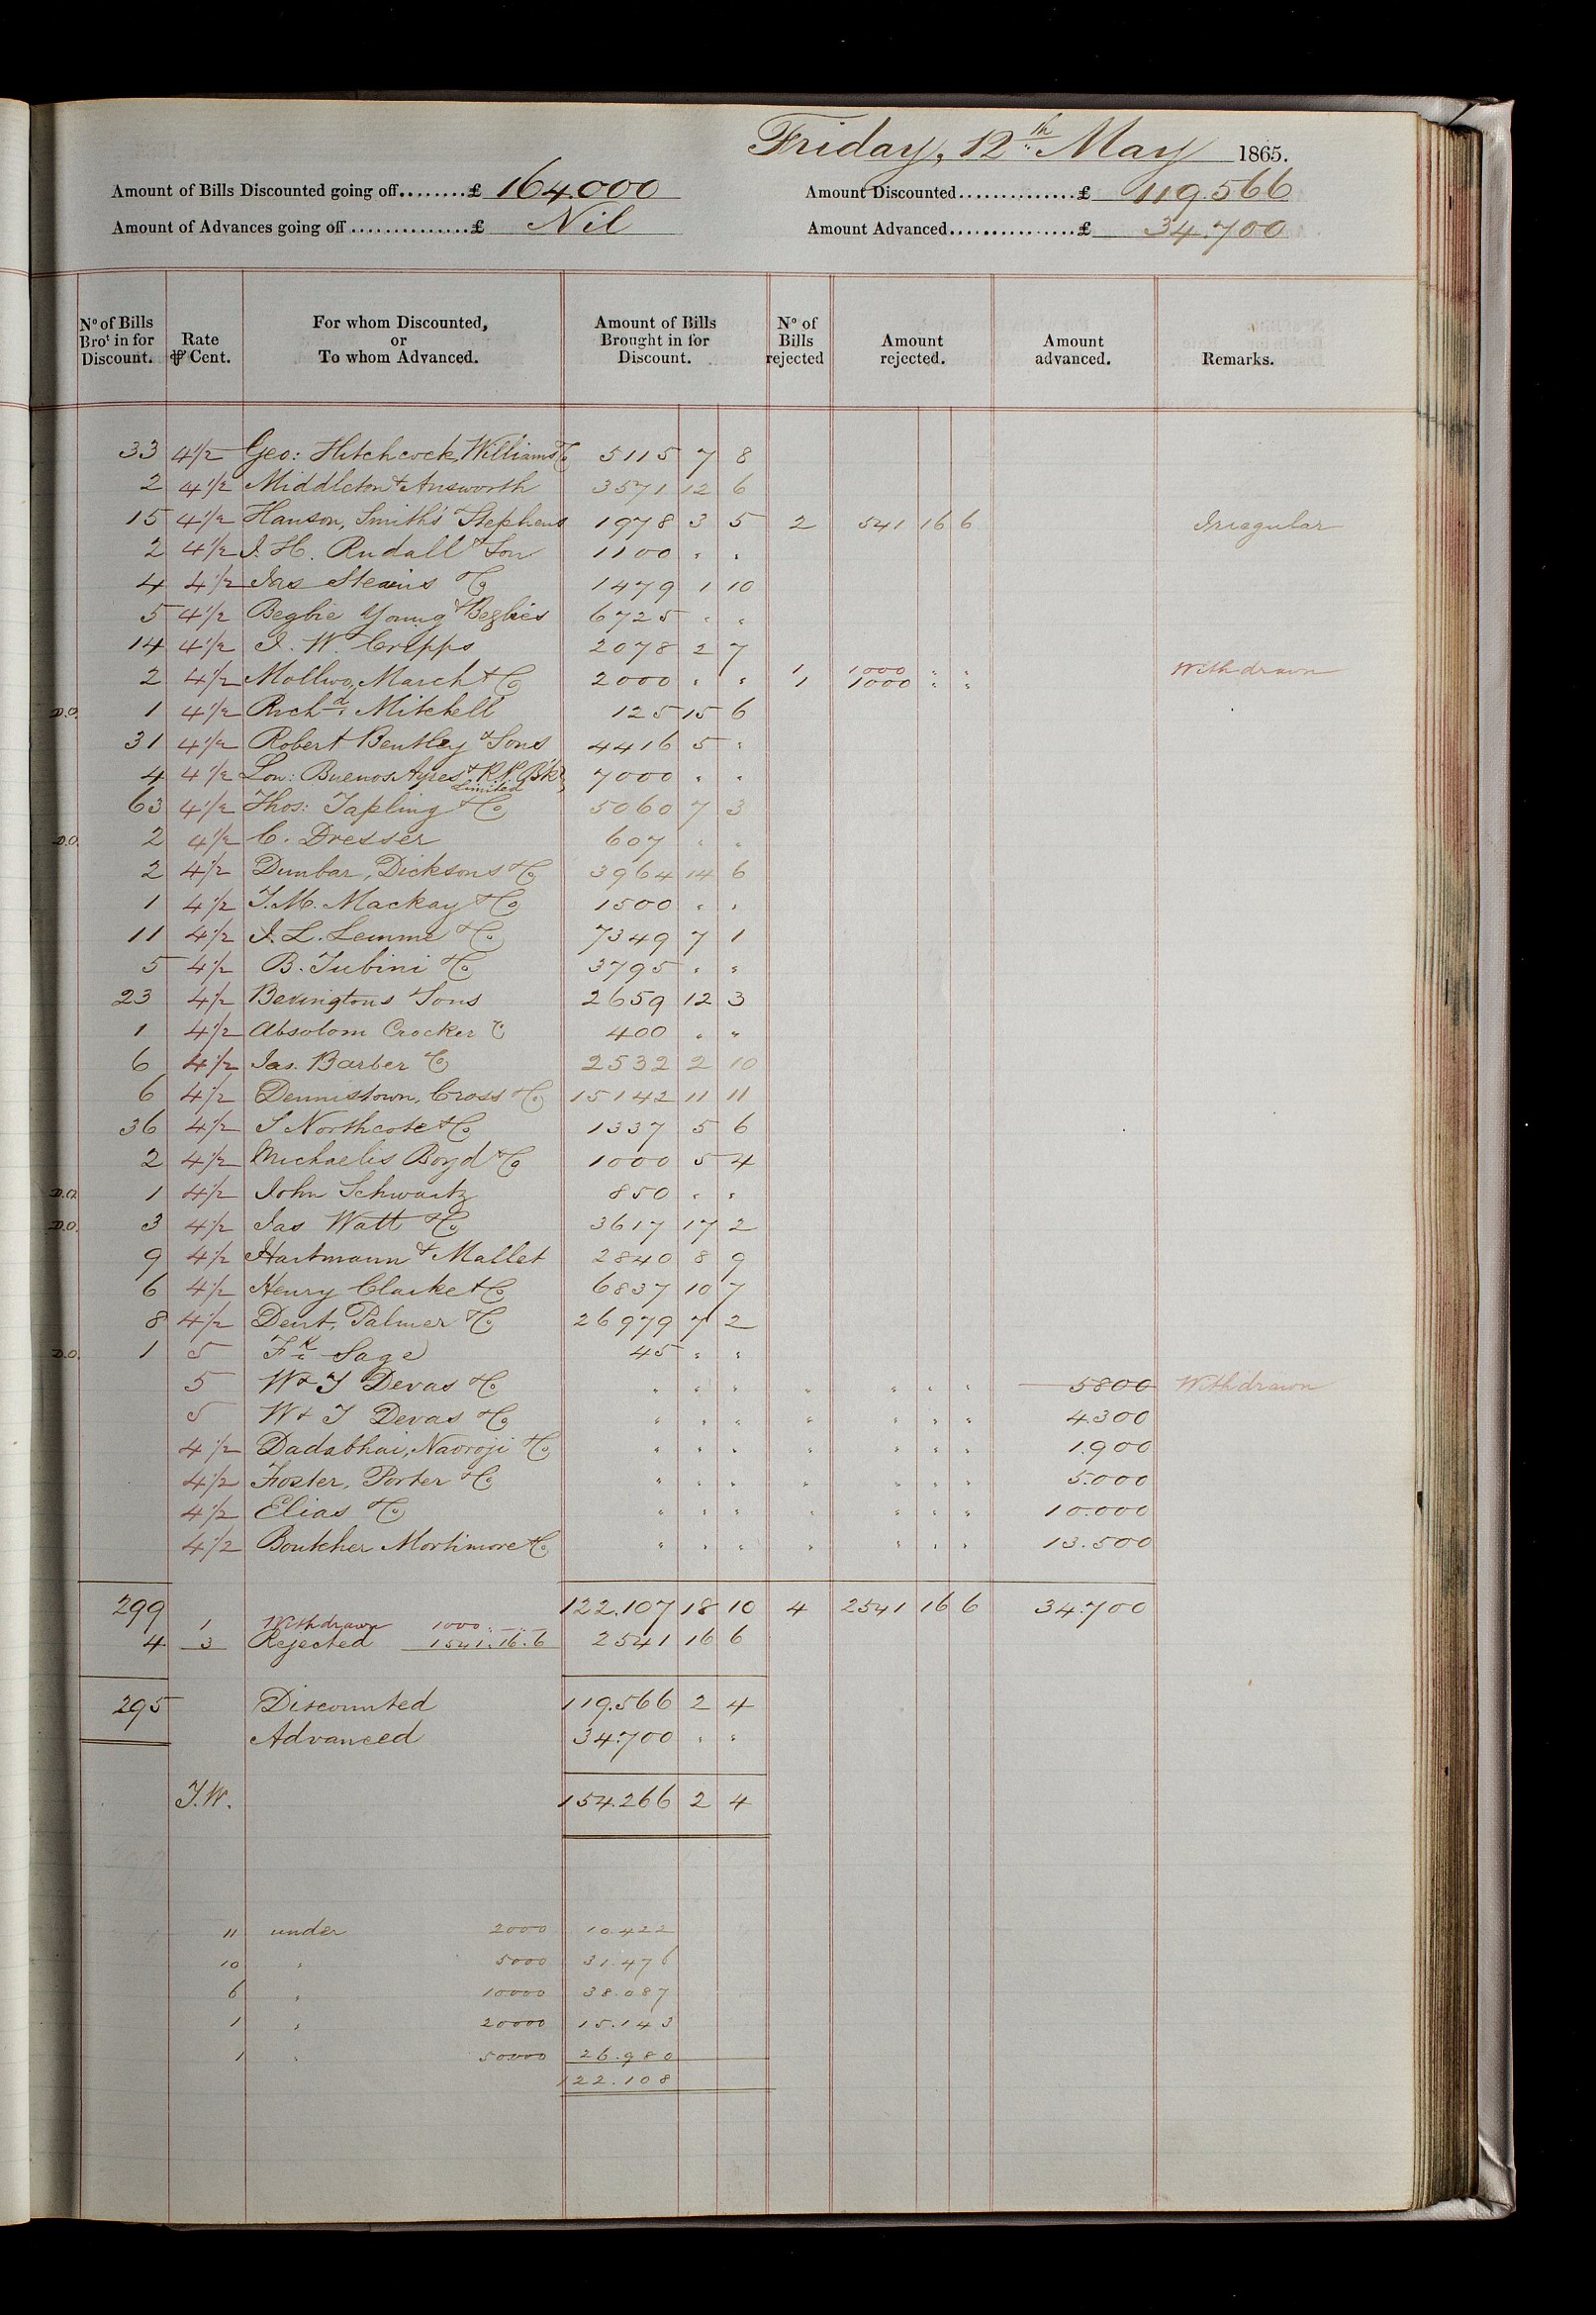 Friday, 12th May 1865.
Amount of Bills Discounted going off........£ 164.000 Amount Discounted..............£ 119.566
Amount of Advances going off...............£ Nil Amount Advanced...............£ 34.700
No of Bills Brot in for Discount. Rate ⅌ Cent. For whom Discounted, or To whom Advanced. Amount of Bills Brought in for Discount. No of Bills rejected Amount rejected. Amount advanced. Remarks.
33 4½ Geo: Hitchcock, Williams & Co 5115 7 8
2 4½ Middleton & Answorth 3571 12 6
15 4½ Hanson, Smith's & Stephens 1978 3 5 2 541 16 6 Irregular
2 4½ J. H. Rudall & Son 1100 " "
4 4½ Jas Steains & Co 1479 1 10
5 4½ Begbie Young & Begbies 6725 " "
14 4½ J. W. Cripps 2078 2 7
1 1000 " " Withdrawn
2 4½ Mollwo, March & Co 2000 " " 1 1000 " "
D.O. 1 4½ Richd. Mitchell 125 15 6
31 4½ Robert Bentley & Sons 4416 5 "
4 4½ Lon: Buenos Ayres & R.P. B'k 7000 " "
Limited
63 4½ Thos: Tapling & Co 5060 7 3
D.O. 2 4½ C. Dresser 607 " "
2 4½ Dunbar, Dicksons & Co 3964 14 6
1 4½ T.M. Mackay & Co 1500 " "
11 4½ J. L. Lemme & Co 7349 7 1
5 4½ B. Tubini & Co 3795 " "
23 4½ Bevingtons & Sons 2659 12 3
1 4½ Absolom Crocker & Co 400 " "
6 4½ Jas. Barber & Co 2532 2 10
6 4½ Dennistown, Cross & Co 15142 11 11
36 4½ S Northcote & Co 1337 5 6
2 4½ Michaelis Boyd & Co 1000 5 4
D.O. 1 4½ John Schwartz 850 " "
D.O. 3 4½ Jas Watt & Co 3617 17 2
9 4½ Hartmann & Mallet 2840 8 9
6 4½ Henry Clarke & Co 6837 10 7
8 4½ Dent, Palmer & Co 26979 7 2
D.O. 1 5 Fk. Sage 45 " "
5 W & T Devas & Co " " " " " " " 5800 Withdrawn
5 W & T Devas & Co " " " " " " " 4.300
4½ Dadabhai, Naoroji & Co " " " " " " 1.900
4½ Foster, Porter & Co " " " " " " " 5.000
4½ Elias & Co " " " " " " " 10.000
4½ Boutcher Mortimore & Co " " " " " " " 13.500
299 122.107 18 10 4 2541 16 6 34.700
1 Withdrawn 1000. –. –
4 3 Rejected 1541. 16. 6 2541 16 6
295 Discounted 119.566 2 4
Advanced 34.700 " "
T.W. 154.266 2 4
11 under 2000 10.422
10 " 5000 31.476
6 " 10000 38.087
1 " 20000 15.143
1 " 50000 26.980
122.108